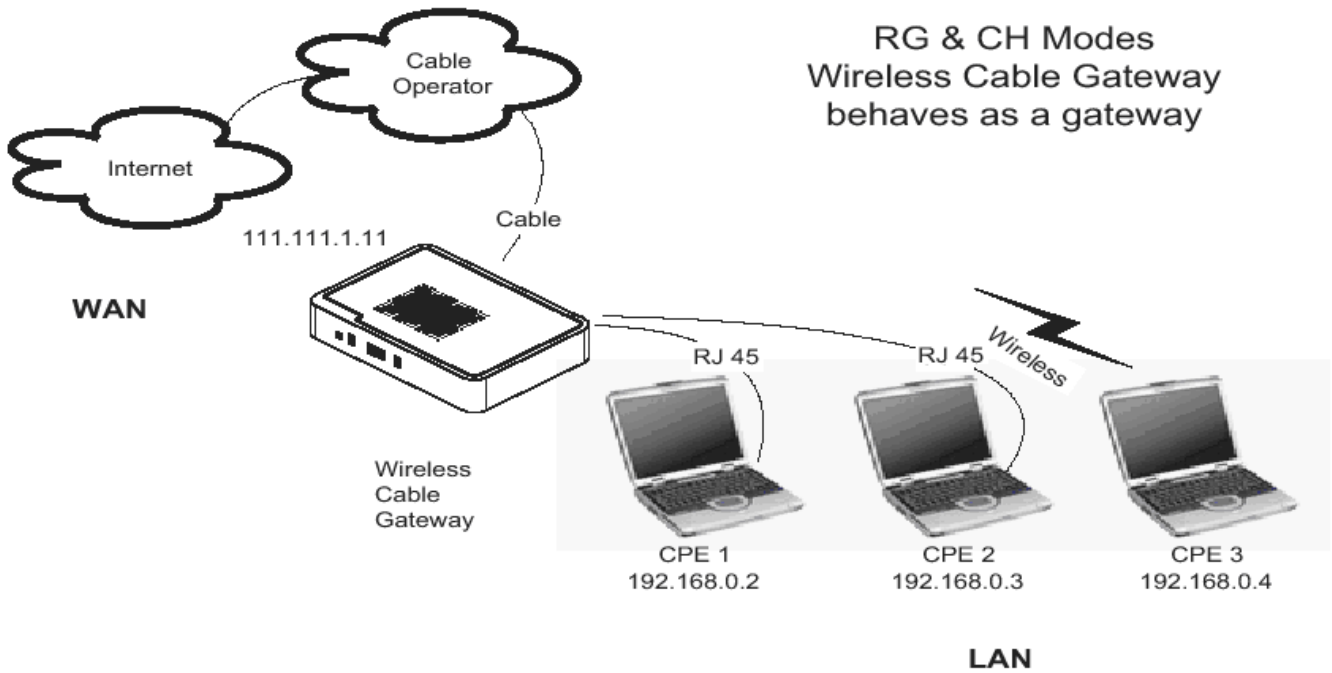 RG & CH Modes
Wireless Cable Gateway
behaves as a gateway
Cable
Operator
Internet
Cable
111.111.1.11
WAN
RJ 45
RJ 45
Wireless
Wireless
Cable
Gateway
CPE 1
192.168.0.2
CPE 2
192.168.0.3
CPE 3
192.168.0.4
LAN